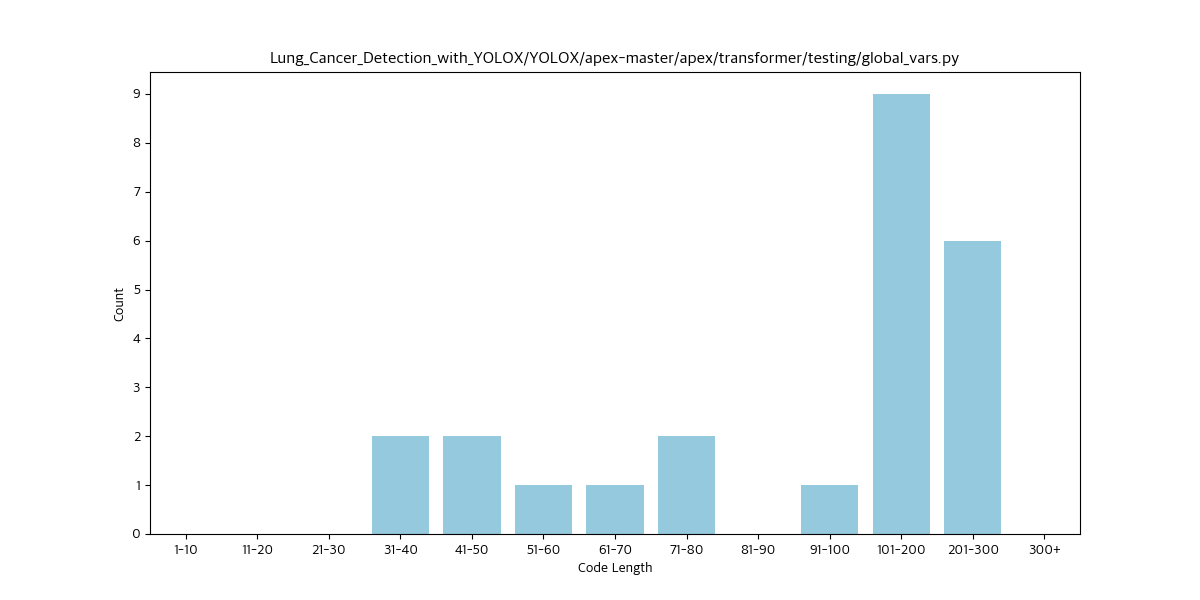 Lung_Cancer_Detection_with_YOLOX/YOLOX/apex-master/apex/transformer/testing/global_vars.py
9
8
7
6
5
4
3
2
1
0
Count
1-10 11-20 21-30 31-40 41-50 51-60 61-70 71-80 81-90 91-100 101-200 201-300 300+
Code Length